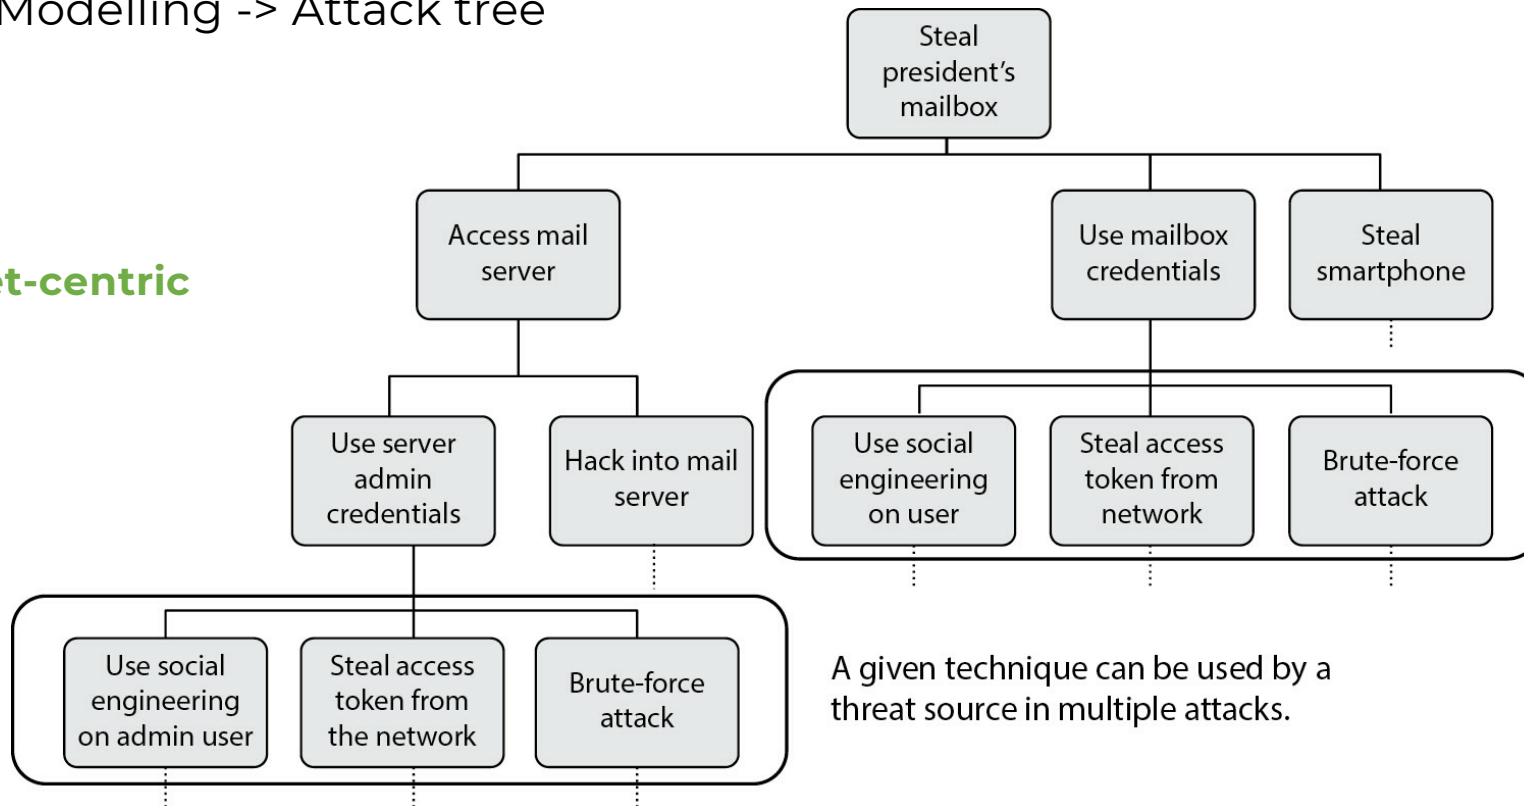 Modelling -> Attack tree
Steal
president's
mailbox
et-centric
Access mail
server
Use mailbox
credentials
Steal
smartphone
Use server
admin
credentials
Hack into mail
server
Use social
engineering
on user
Steal access
token from
network
Brute-force
attack
Use social
engineering
on admin user
Steal access
token from
the network
Brute-force
attack
A given technique can be used by a
threat source in multiple attacks.